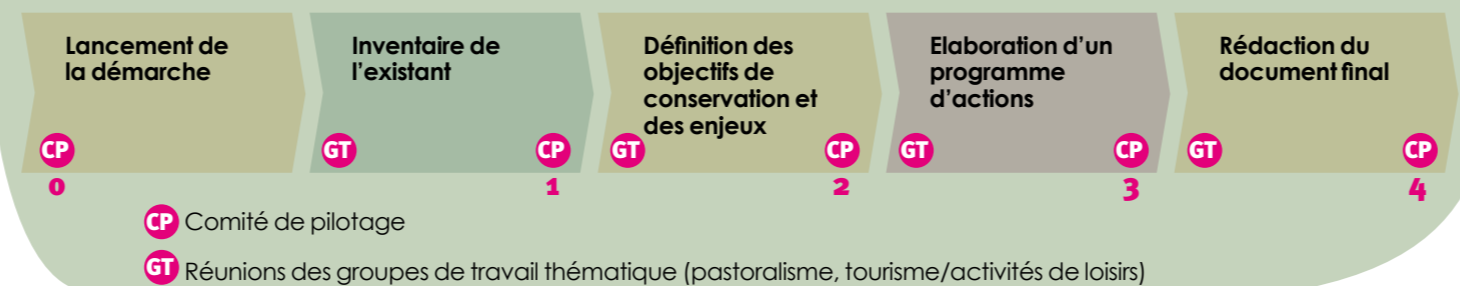 Lancement de
la démarche
Inventaire de
l’existant
Définition des
objectifs de
conservation et
des enjeux
Elaboration d’un
programme
d’actions
Rédaction du
document final
CP
GT
CP
GT
CP
GT
CP
GT
CP
0
1
2
3
4
CP Comité de pilotage
GT Réunions des groupes de travail thématique (pastoralisme, tourisme/activités de loisirs)